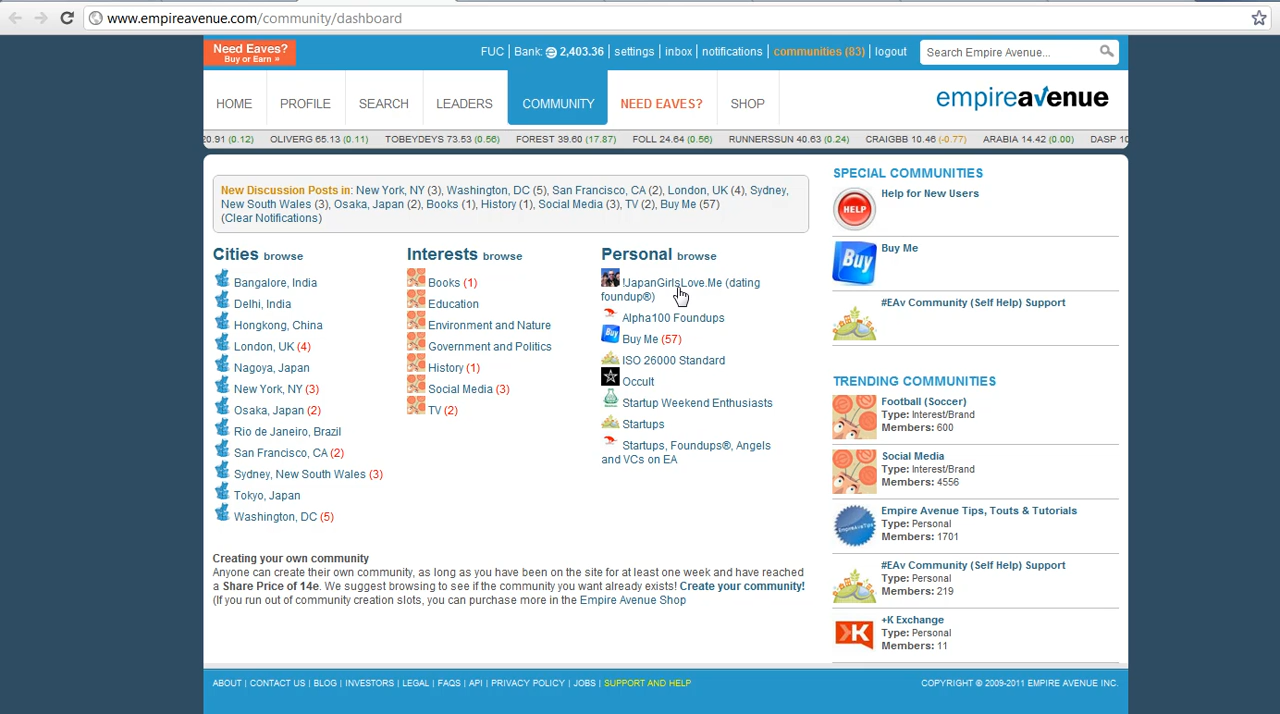 www.empireavenue.com/community/dashboard
Need Eaves?
Buy or Earn »
FUC | Bank: 2,403.36 | settings | inbox | notifications | communities (83) | logout
Search Empire Avenue...
HOME
PROFILE
SEARCH
LEADERS
COMMUNITY
NEED EAVES?
SHOP
empireavenue
0.91 (0.12) OLIVERG 65.13 (0.11) TOBEYDEYS 73.53 (0.56) FOREST 39.60 (17.87) FOLL 24.64 (0.56) RUNNERSSUN 40.63 (0.24) CRAIGBB 10.46 (-0.77) ARABIA 14.42 (0.00) DASP 10
New Discussion Posts in: New York, NY (3), Washington, DC (5), San Francisco, CA (2), London, UK (4), Sydney,
New South Wales (3), Osaka, Japan (2), Books (1), History (1), Social Media (3), TV (2), Buy Me (57)
(Clear Notifications)
Cities browse
Bangalore, India
Delhi, India
Hongkong, China
London, UK (4)
Nagoya, Japan
New York, NY (3)
Osaka, Japan (2)
Rio de Janeiro, Brazil
San Francisco, CA (2)
Sydney, New South Wales (3)
Tokyo, Japan
Washington, DC (5)
Interests browse
Books (1)
Education
Environment and Nature
Government and Politics
History (1)
Social Media (3)
TV (2)
Personal browse
!JapanGirlsLove.Me (dating
foundup®)
Alpha100 Foundups
Buy
Buy Me (57)
ISO 26000 Standard
Occult
Startup Weekend Enthusiasts
Startups
Startups, Foundups®, Angels
and VCs on EA
Creating your own community
Anyone can create their own community, as long as you have been on the site for at least one week and have reached
a Share Price of 14e. We suggest browsing to see if the community you want already exists! Create your community!
(If you run out of community creation slots, you can purchase more in the Empire Avenue Shop
SPECIAL COMMUNITIES
HELP
Help for New Users
Buy
Buy Me
#EAv Community (Self Help) Support
TRENDING COMMUNITIES
Football (Soccer)
Type: Interest/Brand
Members: 600
Social Media
Type: Interest/Brand
Members: 4556
Empire Avenue Tips, Touts & Tutorials
Type: Personal
Members: 1701
#EAv Community (Self Help) Support
Type: Personal
Members: 219
K
+K Exchange
Type: Personal
Members: 11
ABOUT | CONTACT US | BLOG | INVESTORS | LEGAL | FAQS | API | PRIVACY POLICY | JOBS | SUPPORT AND HELP
COPYRIGHT © 2009-2011 EMPIRE AVENUE INC.